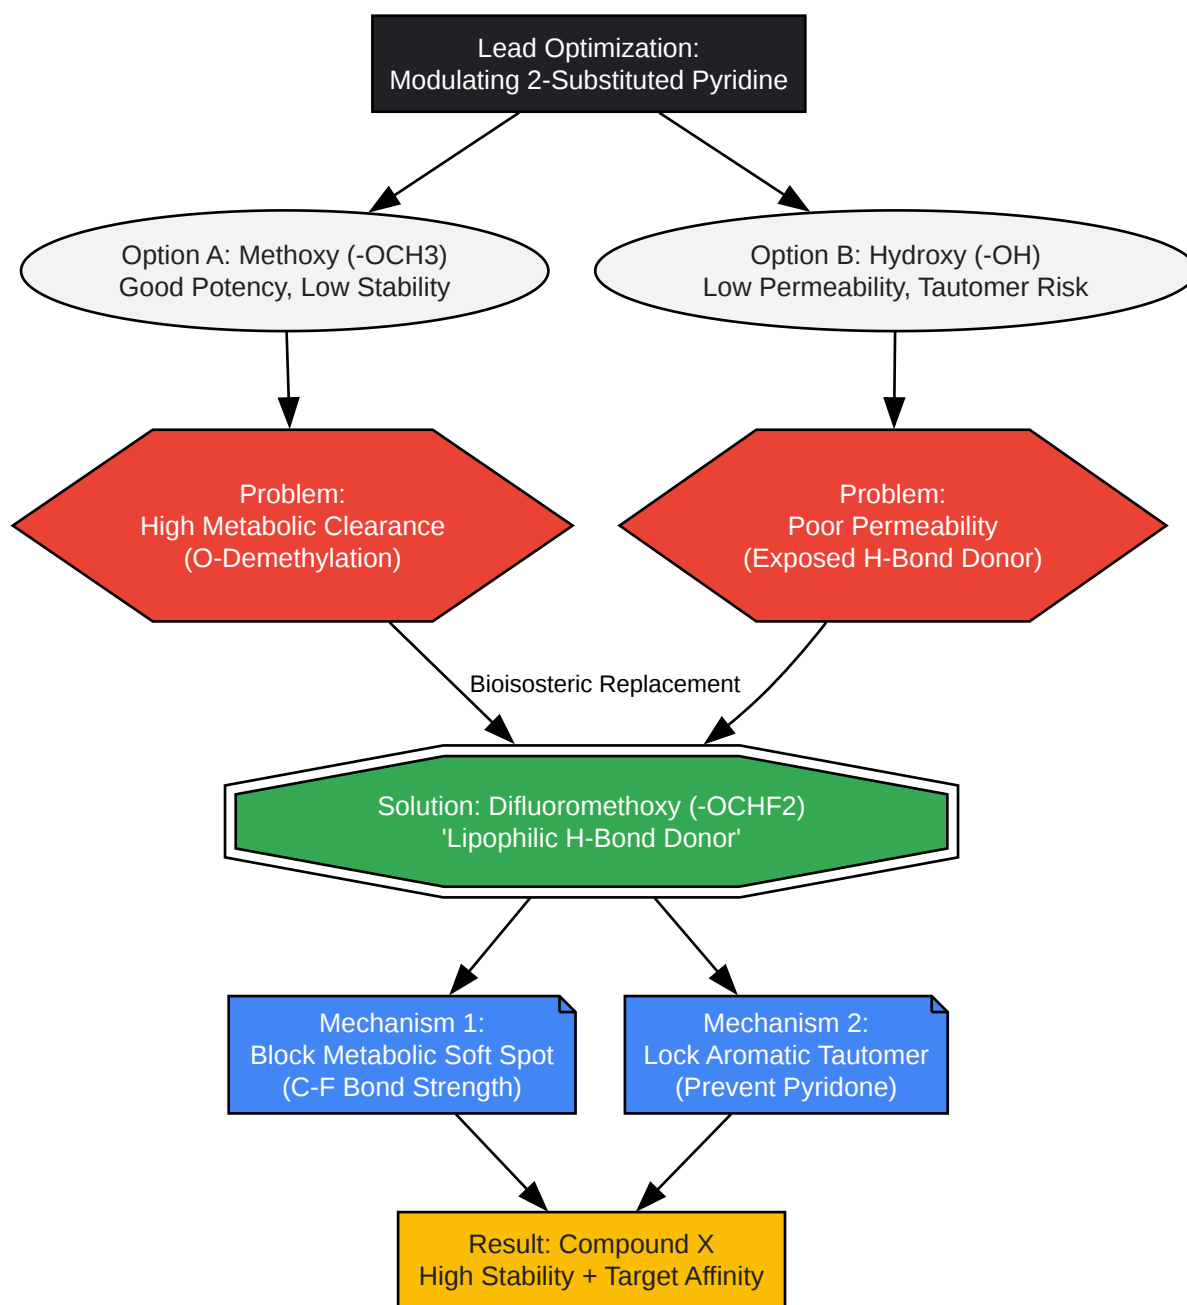 Lead Optimization:
Modulating 2-Substituted Pyridine
Option A: Methoxy (-OCH3)
Good Potency, Low Stability
Option B: Hydroxy (-OH)
Low Permeability, Tautomer Risk
Problem:
High Metabolic Clearance
(O-Demethylation)
Problem:
Poor Permeability
(Exposed H-Bond Donor)
Bioisosteric Replacement
Solution: Difluoromethoxy (-OCHF2)
'Lipophilic H-Bond Donor'
Mechanism 1:
Block Metabolic Soft Spot
(C-F Bond Strength)
Mechanism 2:
Lock Aromatic Tautomer
(Prevent Pyridone)
Result: Compound X
High Stability + Target Affinity